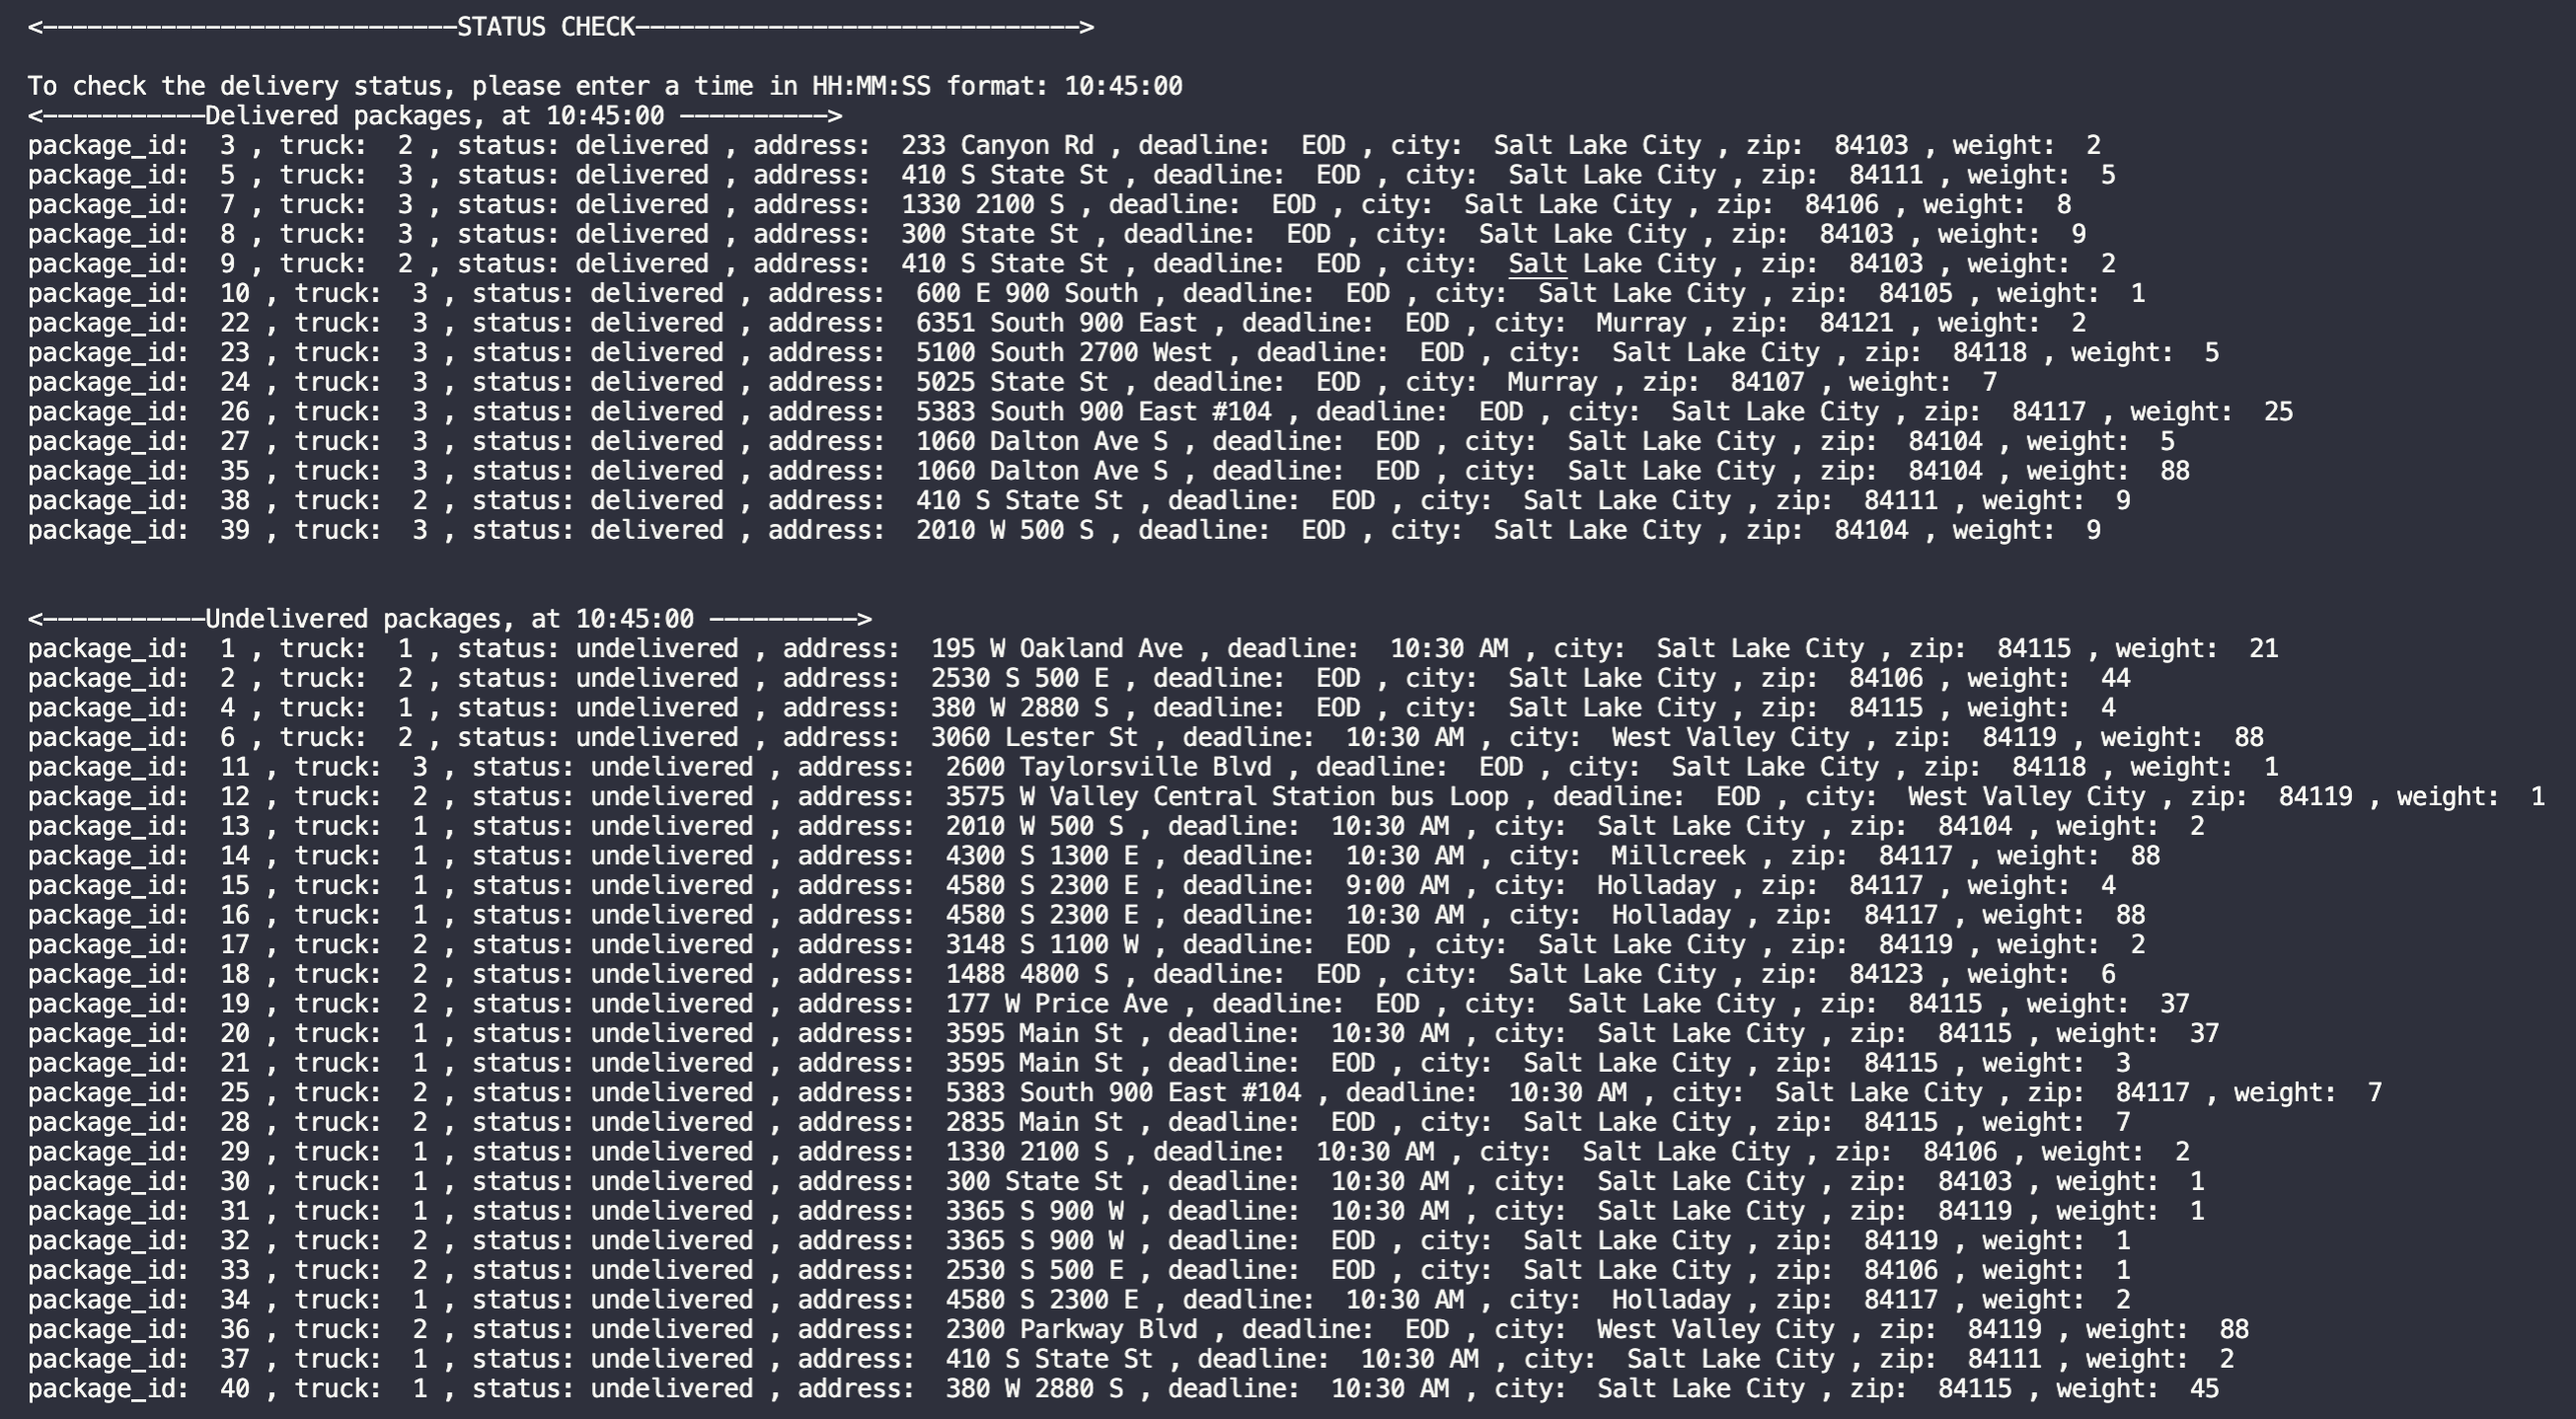 <----------------------------STATUS CHECK------------------------------>
To check the delivery status, please enter a time in HH:MM:SS format: 10:45:00
<-----------Delivered packages, at 10:45:00 ---------->
package_id:  3 , truck:  2 , status: delivered , address:  233 Canyon Rd , deadline:  EOD , city:  Salt Lake City , zip:  84103 , weight:  2
package_id:  5 , truck:  3 , status: delivered , address:  410 S State St , deadline:  EOD , city:  Salt Lake City , zip:  84111 , weight:  5
package_id:  7 , truck:  3 , status: delivered , address:  1330 2100 S , deadline:  EOD , city:  Salt Lake City , zip:  84106 , weight:  8
package_id:  8 , truck:  3 , status: delivered , address:  300 State St , deadline:  EOD , city:  Salt Lake City , zip:  84103 , weight:  9
package_id:  9 , truck:  2 , status: delivered , address:  410 S State St , deadline:  EOD , city:  Salt Lake City , zip:  84103 , weight:  2
package_id:  10 , truck:  3 , status: delivered , address:  600 E 900 South , deadline:  EOD , city:  Salt Lake City , zip:  84105 , weight:  1
package_id:  22 , truck:  3 , status: delivered , address:  6351 South 900 East , deadline:  EOD , city:  Murray , zip:  84121 , weight:  2
package_id:  23 , truck:  3 , status: delivered , address:  5100 South 2700 West , deadline:  EOD , city:  Salt Lake City , zip:  84118 , weight:  5
package_id:  24 , truck:  3 , status: delivered , address:  5025 State St , deadline:  EOD , city:  Murray , zip:  84107 , weight:  7
package_id:  26 , truck:  3 , status: delivered , address:  5383 South 900 East #104 , deadline:  EOD , city:  Salt Lake City , zip:  84117 , weight:  25
package_id:  27 , truck:  3 , status: delivered , address:  1060 Dalton Ave S , deadline:  EOD , city:  Salt Lake City , zip:  84104 , weight:  5
package_id:  35 , truck:  3 , status: delivered , address:  1060 Dalton Ave S , deadline:  EOD , city:  Salt Lake City , zip:  84104 , weight:  88
package_id:  38 , truck:  2 , status: delivered , address:  410 S State St , deadline:  EOD , city:  Salt Lake City , zip:  84111 , weight:  9
package_id:  39 , truck:  3 , status: delivered , address:  2010 W 500 S , deadline:  EOD , city:  Salt Lake City , zip:  84104 , weight:  9
<-----------Undelivered packages, at 10:45:00 ---------->
package_id:  1 , truck:  1 , status: undelivered , address:  195 W Oakland Ave , deadline:  10:30 AM , city:  Salt Lake City , zip:  84115 , weight:  21
package_id:  2 , truck:  2 , status: undelivered , address:  2530 S 500 E , deadline:  EOD , city:  Salt Lake City , zip:  84106 , weight:  44
package_id:  4 , truck:  1 , status: undelivered , address:  380 W 2880 S , deadline:  EOD , city:  Salt Lake City , zip:  84115 , weight:  4
package_id:  6 , truck:  2 , status: undelivered , address:  3060 Lester St , deadline:  10:30 AM , city:  West Valley City , zip:  84119 , weight:  88
package_id:  11 , truck:  3 , status: undelivered , address:  2600 Taylorsville Blvd , deadline:  EOD , city:  Salt Lake City , zip:  84118 , weight:  1
package_id:  12 , truck:  2 , status: undelivered , address:  3575 W Valley Central Station bus Loop , deadline:  EOD , city:  West Valley City , zip:  84119 , weight:  1
package_id:  13 , truck:  1 , status: undelivered , address:  2010 W 500 S , deadline:  10:30 AM , city:  Salt Lake City , zip:  84104 , weight:  2
package_id:  14 , truck:  1 , status: undelivered , address:  4300 S 1300 E , deadline:  10:30 AM , city:  Millcreek , zip:  84117 , weight:  88
package_id:  15 , truck:  1 , status: undelivered , address:  4580 S 2300 E , deadline:  9:00 AM , city:  Holladay , zip:  84117 , weight:  4
package_id:  16 , truck:  1 , status: undelivered , address:  4580 S 2300 E , deadline:  10:30 AM , city:  Holladay , zip:  84117 , weight:  88
package_id:  17 , truck:  2 , status: undelivered , address:  3148 S 1100 W , deadline:  EOD , city:  Salt Lake City , zip:  84119 , weight:  2
package_id:  18 , truck:  2 , status: undelivered , address:  1488 4800 S , deadline:  EOD , city:  Salt Lake City , zip:  84123 , weight:  6
package_id:  19 , truck:  2 , status: undelivered , address:  177 W Price Ave , deadline:  EOD , city:  Salt Lake City , zip:  84115 , weight:  37
package_id:  20 , truck:  1 , status: undelivered , address:  3595 Main St , deadline:  10:30 AM , city:  Salt Lake City , zip:  84115 , weight:  37
package_id:  21 , truck:  1 , status: undelivered , address:  3595 Main St , deadline:  EOD , city:  Salt Lake City , zip:  84115 , weight:  3
package_id:  25 , truck:  2 , status: undelivered , address:  5383 South 900 East #104 , deadline:  10:30 AM , city:  Salt Lake City , zip:  84117 , weight:  7
package_id:  28 , truck:  2 , status: undelivered , address:  2835 Main St , deadline:  EOD , city:  Salt Lake City , zip:  84115 , weight:  7
package_id:  29 , truck:  1 , status: undelivered , address:  1330 2100 S , deadline:  10:30 AM , city:  Salt Lake City , zip:  84106 , weight:  2
package_id:  30 , truck:  1 , status: undelivered , address:  300 State St , deadline:  10:30 AM , city:  Salt Lake City , zip:  84103 , weight:  1
package_id:  31 , truck:  1 , status: undelivered , address:  3365 S 900 W , deadline:  10:30 AM , city:  Salt Lake City , zip:  84119 , weight:  1
package_id:  32 , truck:  2 , status: undelivered , address:  3365 S 900 W , deadline:  EOD , city:  Salt Lake City , zip:  84119 , weight:  1
package_id:  33 , truck:  2 , status: undelivered , address:  2530 S 500 E , deadline:  EOD , city:  Salt Lake City , zip:  84106 , weight:  1
package_id:  34 , truck:  1 , status: undelivered , address:  4580 S 2300 E , deadline:  10:30 AM , city:  Holladay , zip:  84117 , weight:  2
package_id:  36 , truck:  2 , status: undelivered , address:  2300 Parkway Blvd , deadline:  EOD , city:  West Valley City , zip:  84119 , weight:  88
package_id:  37 , truck:  1 , status: undelivered , address:  410 S State St , deadline:  10:30 AM , city:  Salt Lake City , zip:  84111 , weight:  2
package_id:  40 , truck:  1 , status: undelivered , address:  380 W 2880 S , deadline:  10:30 AM , city:  Salt Lake City , zip:  84115 , weight:  45